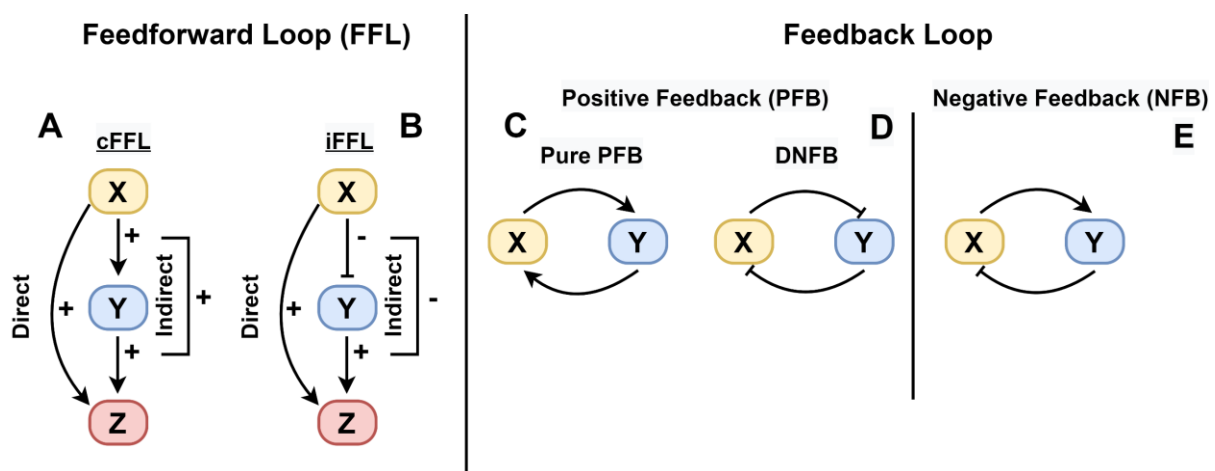 Feedforward Loop (FFL)
A
cFFL
X
+
Y
+
Z
Direct
+
Indirect
+
B
iFFL
X
-
Y
+
Z
Direct
+
Indirect
-
Feedback Loop
Positive Feedback (PFB)
C
Pure PFB
X
Y
D
DNFB
X
Y
Negative Feedback (NFB)
E
X
Y